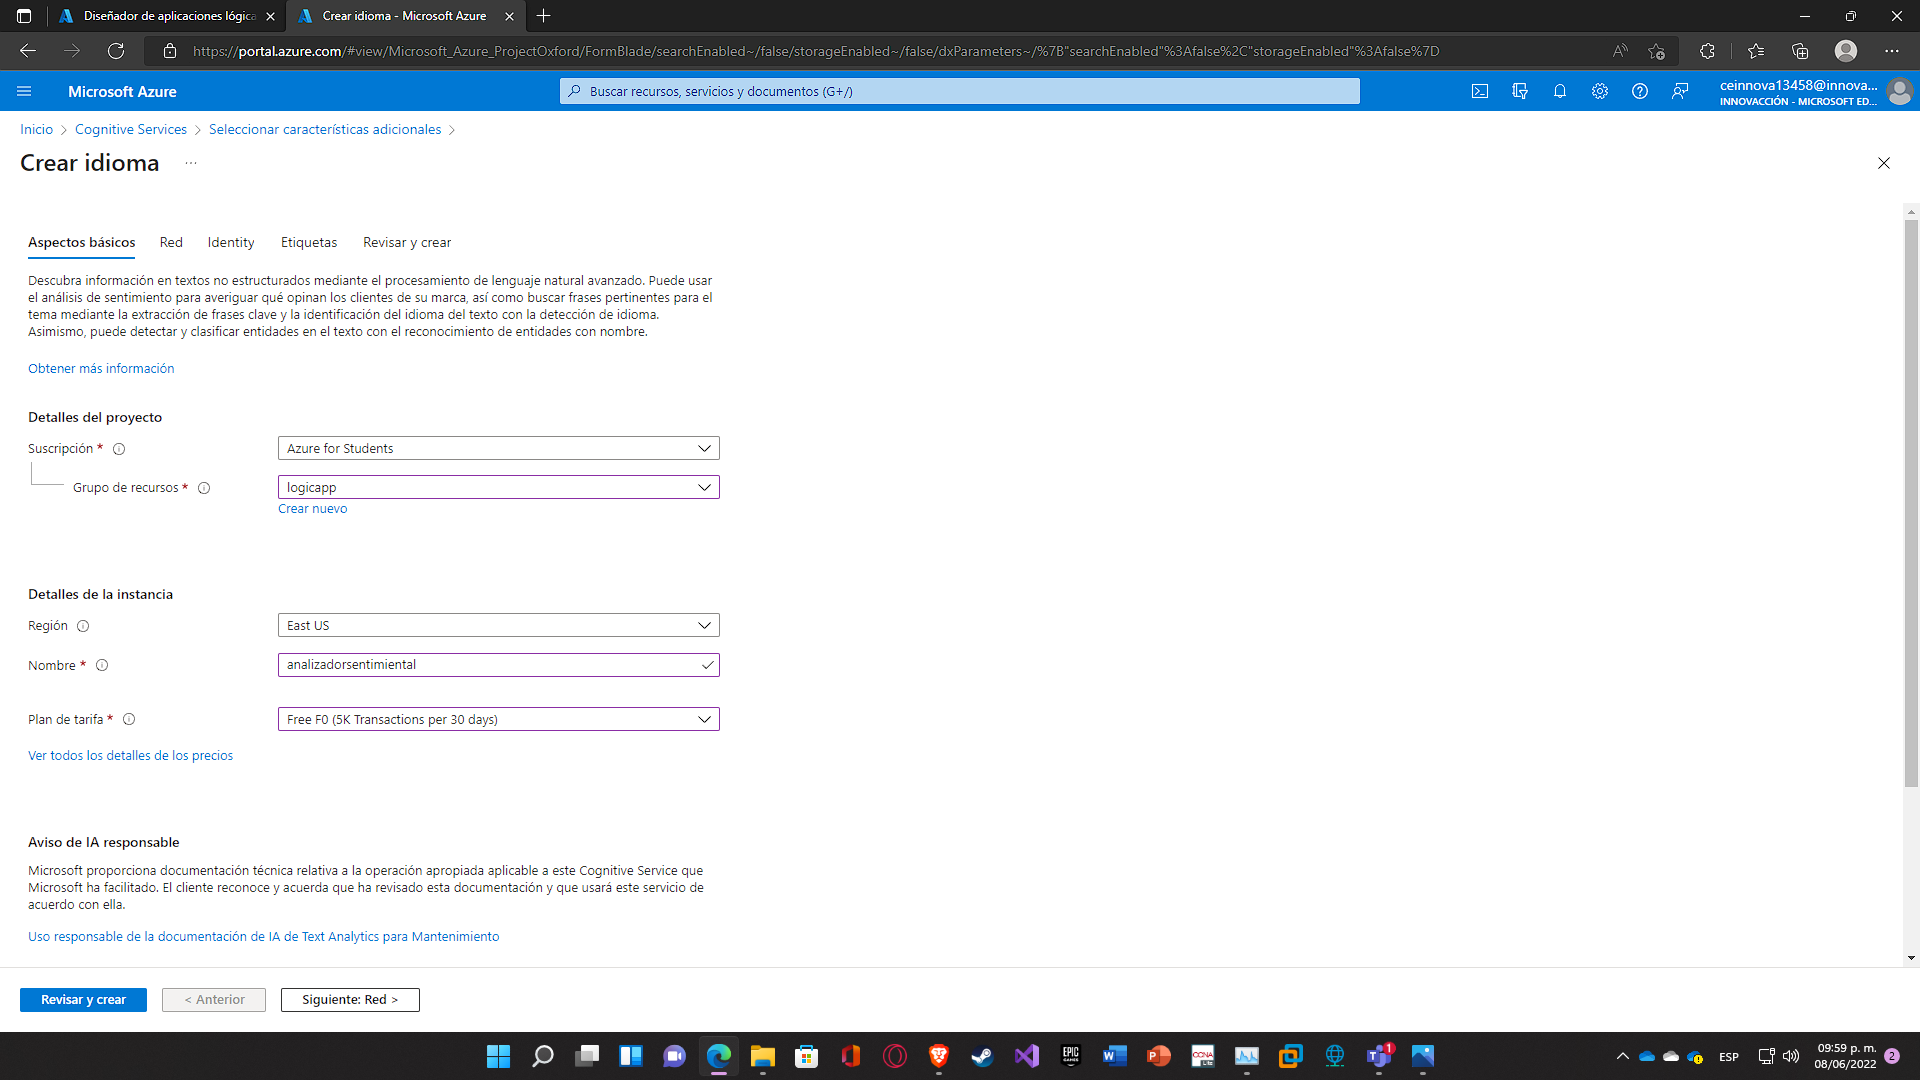 Diseñador de aplicaciones lógica
Crear idioma - Microsoft Azure
https://portal.azure.com/#view/Microsoft_Azure_ProjectOxford/FormBlade/searchEnabled~/false/storageEnabled~/false/dxParameters~/%7B"searchEnabled"%3Afalse%2C"storageEnabled"%3Afalse%7D
Microsoft Azure
Buscar recursos, servicios y documentos (G+/)
ceinnova13458@innova...
INNOVACCIÓN - MICROSOFT ED...
Inicio > Cognitive Services > Seleccionar características adicionales >
Crear idioma ...
Aspectos básicos Red Identity Etiquetas Revisar y crear
Descubra información en textos no estructurados mediante el procesamiento de lenguaje natural avanzado. Puede usar
el análisis de sentimiento para averiguar qué opinan los clientes de su marca, así como buscar frases pertinentes para el
tema mediante la extracción de frases clave y la identificación del idioma del texto con la detección de idioma.
Asimismo, puede detectar y clasificar entidades en el texto con el reconocimiento de entidades con nombre.
Obtener más información
Detalles del proyecto
Suscripción * Azure for Students
Grupo de recursos * logicapp
Crear nuevo
Detalles de la instancia
Región East US
Nombre * analizadorsentimiental
Plan de tarifa * Free F0 (5K Transactions per 30 days)
Ver todos los detalles de los precios
Aviso de IA responsable
Microsoft proporciona documentación técnica relativa a la operación apropiada aplicable a este Cognitive Service que
Microsoft ha facilitado. El cliente reconoce y acuerda que ha revisado esta documentación y que usará este servicio de
acuerdo con ella.
Uso responsable de la documentación de IA de Text Analytics para Mantenimiento
Revisar y crear < Anterior Siguiente: Red >
EPIC GAMES
CCNA
1
ESP
09:59 p. m.
08/06/2022
2